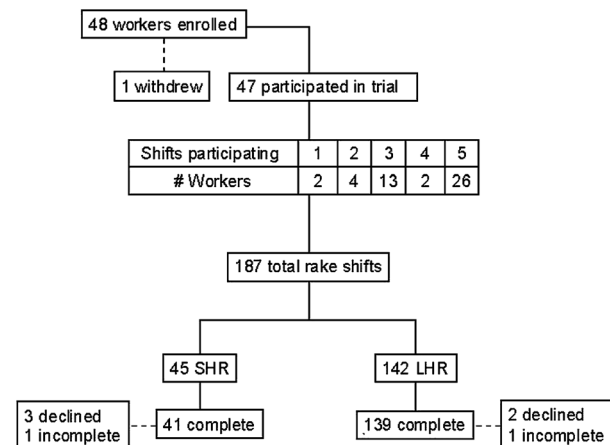 48 workers enrolled
1 withdrew
47 participated in trial
Shifts participating 1 2 3 4 5
# Workers 2 4 13 2 26
187 total rake shifts
45 SHR
142 LHR
3 declined
1 incomplete
41 complete
139 complete
2 declined
1 incomplete